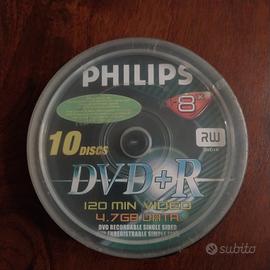 PHILIPS
8x
10 DISCS
RW
DVD+R
120 MIN VIDEO
4.7GB DATA
DVD RECORDABLE SINGLE SIDED
subito